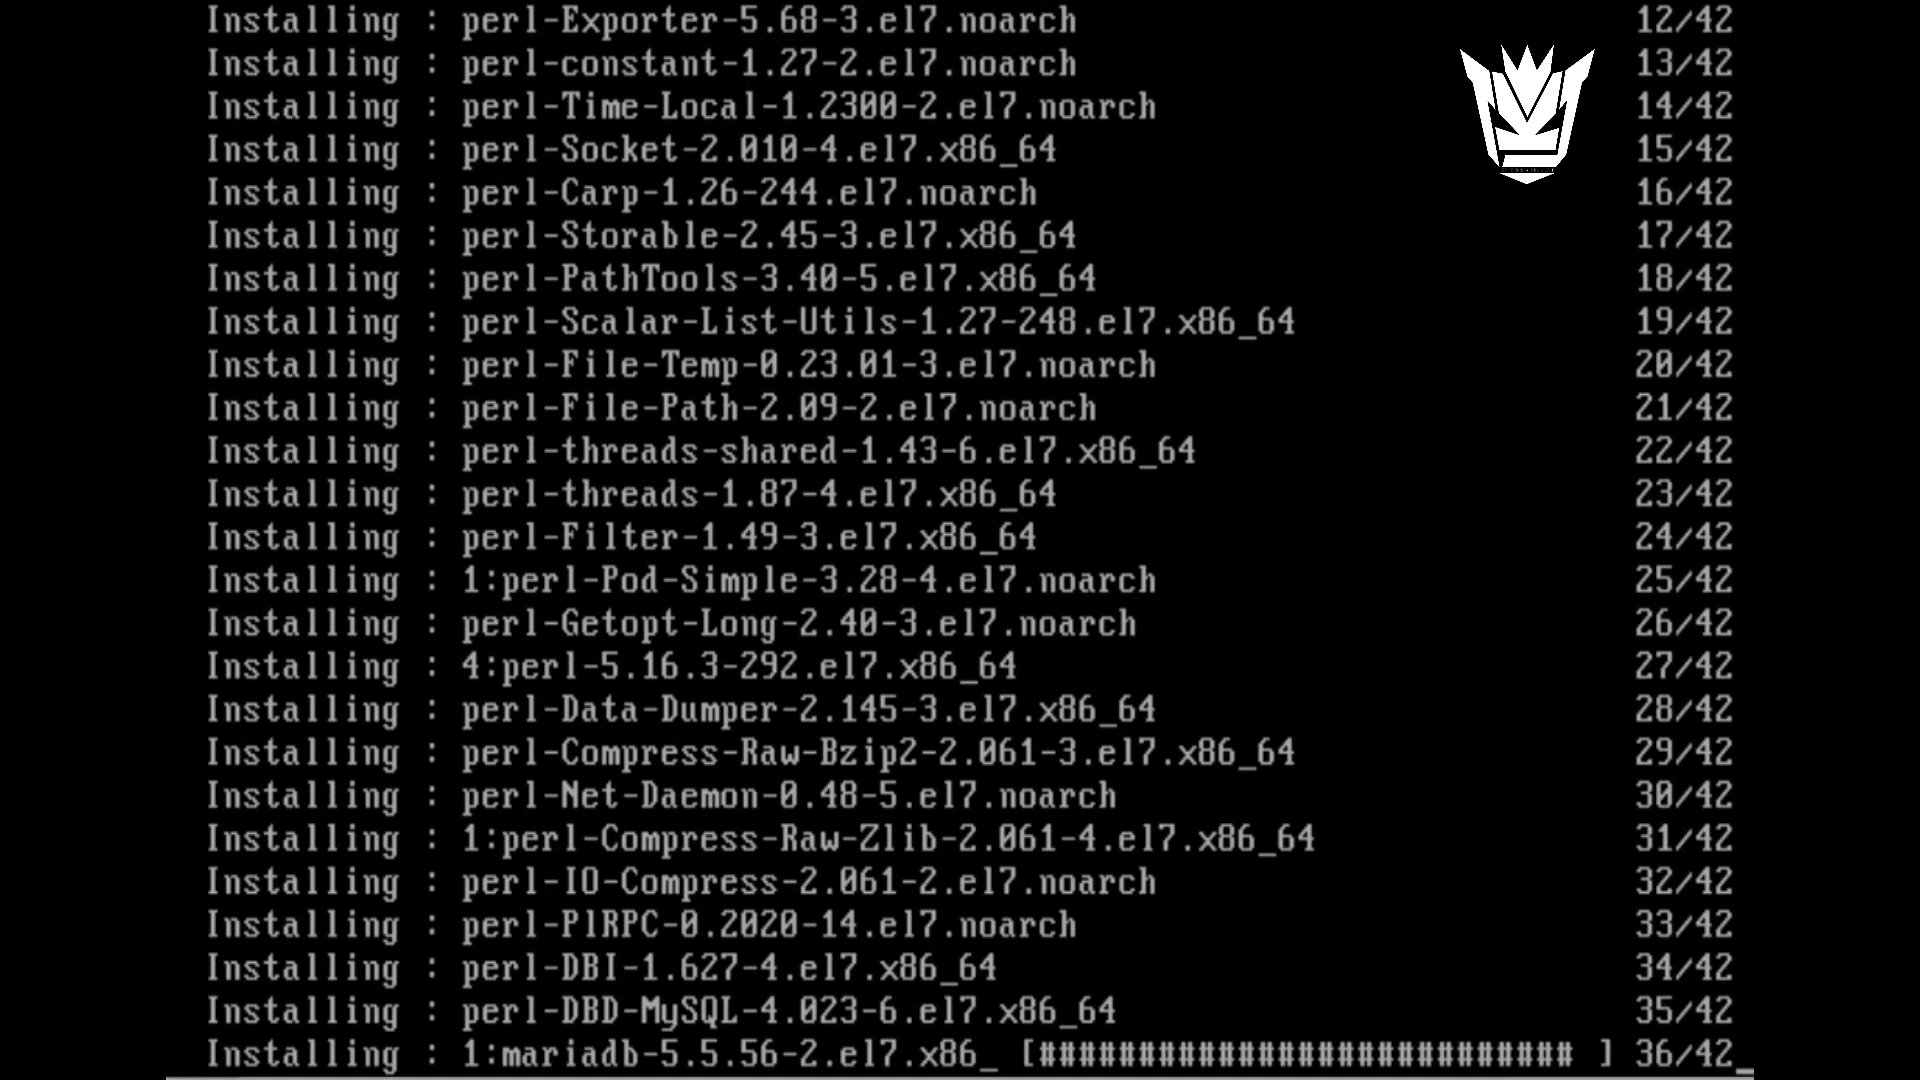 Installing : perl-Exporter-5.68-3.el7.noarch 12/42
Installing : perl-constant-1.27-2.el7.noarch 13/42
Installing : perl-Time-Local-1.2300-2.el7.noarch 14/42
Installing : perl-Socket-2.010-4.el7.x86_64 15/42
Installing : perl-Carp-1.26-244.el7.noarch 16/42
Installing : perl-Storable-2.45-3.el7.x86_64 17/42
Installing : perl-PathTools-3.40-5.el7.x86_64 18/42
Installing : perl-Scalar-List-Utils-1.27-248.el7.x86_64 19/42
Installing : perl-File-Temp-0.23.01-3.el7.noarch 20/42
Installing : perl-File-Path-2.09-2.el7.noarch 21/42
Installing : perl-threads-shared-1.43-6.el7.x86_64 22/42
Installing : perl-threads-1.87-4.el7.x86_64 23/42
Installing : perl-Filter-1.49-3.el7.x86_64 24/42
Installing : 1:perl-Pod-Simple-3.28-4.el7.noarch 25/42
Installing : perl-Getopt-Long-2.40-3.el7.noarch 26/42
Installing : 4:perl-5.16.3-292.el7.x86_64 27/42
Installing : perl-Data-Dumper-2.145-3.el7.x86_64 28/42
Installing : perl-Compress-Raw-Bzip2-2.061-3.el7.x86_64 29/42
Installing : perl-Net-Daemon-0.48-5.el7.noarch 30/42
Installing : 1:perl-Compress-Raw-Zlib-2.061-4.el7.x86_64 31/42
Installing : perl-IO-Compress-2.061-2.el7.noarch 32/42
Installing : perl-PlRPC-0.2020-14.el7.noarch 33/42
Installing : perl-DBI-1.627-4.el7.x86_64 34/42
Installing : perl-DBD-MySQL-4.023-6.el7.x86_64 35/42
Installing : 1:mariadb-5.5.56-2.el7.x86_ [########################### ] 36/42_